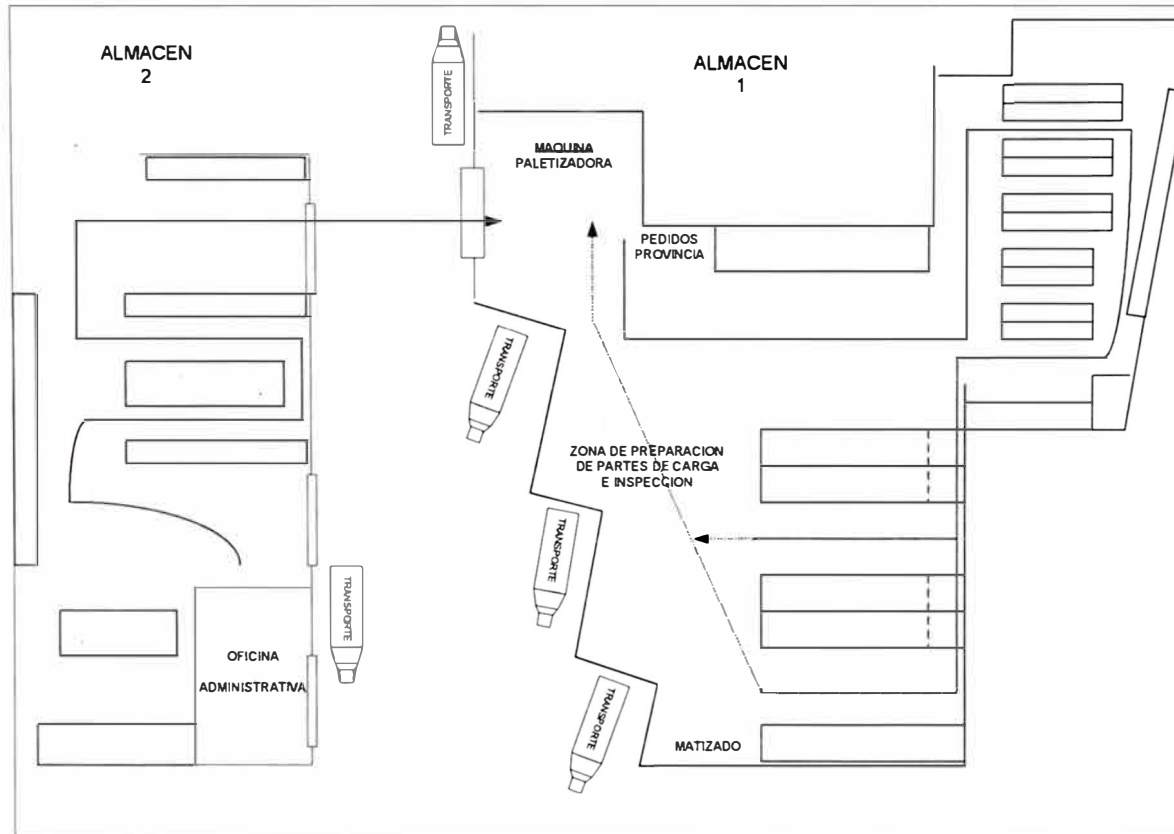 ALMACEN
2
TRANSPORTE
ALMACEN
1
MAQUINA
PALETIZADORA
PEDIDOS
PROVINCIA
TRANSPORTE
ZONA DE PREPARACION
DE PARTES DE CARGA
E INSPECCION
TRANSPORTE
TRANSPORTE
OFICINA
ADMINISTRATIVA
TRANSPORTE
MATIZADO